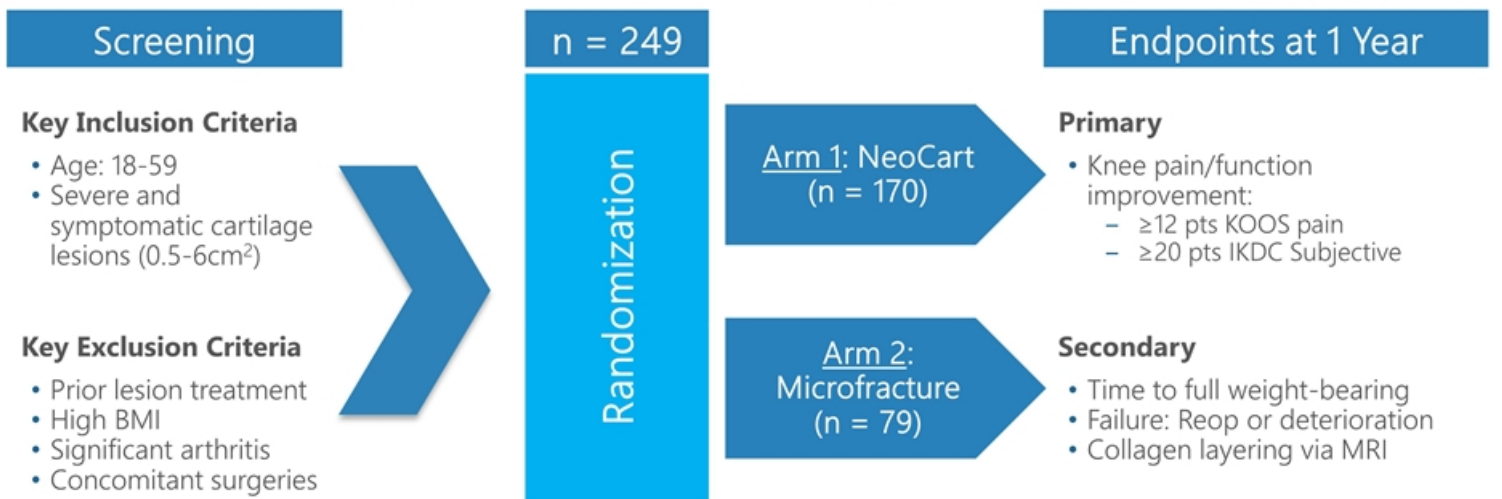 Screening
Key Inclusion Criteria
• Age: 18-59
• Severe and
symptomatic cartilage
lesions (0.5-6cm²)
Key Exclusion Criteria
• Prior lesion treatment
• High BMI
• Significant arthritis
• Concomitant surgeries
n = 249
Randomization
Arm 1: NeoCart
(n = 170)
Arm 2:
Microfracture
(n = 79)
Endpoints at 1 Year
Primary
• Knee pain/function
improvement:
– ≥12 pts KOOS pain
– ≥20 pts IKDC Subjective
Secondary
• Time to full weight-bearing
• Failure: Reop or deterioration
• Collagen layering via MRI